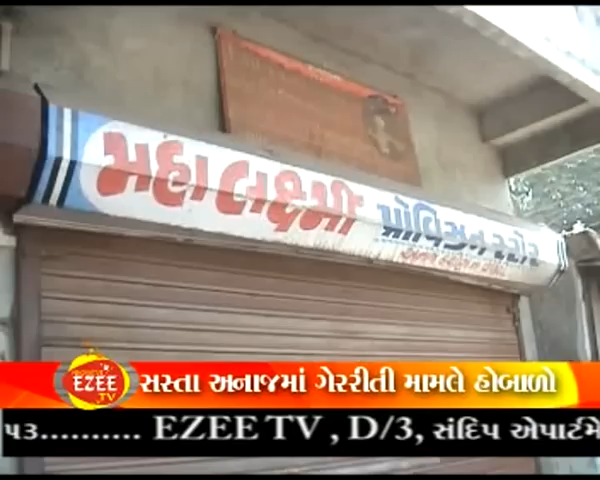 મહાલક્ષ્મી પ્રોવિઝન સ્ટોર
EZEE
TV
સસ્તા અનાજમાં ગેરરીતી મામલે હોબાળો
૫૩.......... EZEE TV , D/3, સંદિપ એપાર્ટમે